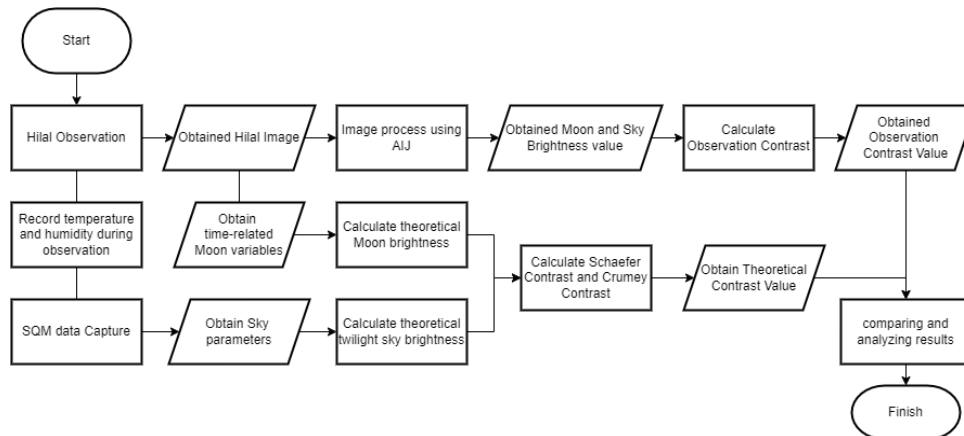 Start
Hilal Observation
Obtained Hilal Image
Image process using
AIJ
Obtained Moon and Sky
Brightness value
Calculate
Observation Contrast
Obtained
Observation
Contrast Value
Record temperature
and humidity during
observation
Obtain
time-related
Moon variables
Calculate theoretical
Moon brightness
Calculate Schaefer
Contrast and Crumey
Contrast
Obtain Theoretical
Contrast Value
SQM data Capture
Obtain Sky
parameters
Calculate theoretical
twilight sky brightness
comparing and
analyzing results
Finish